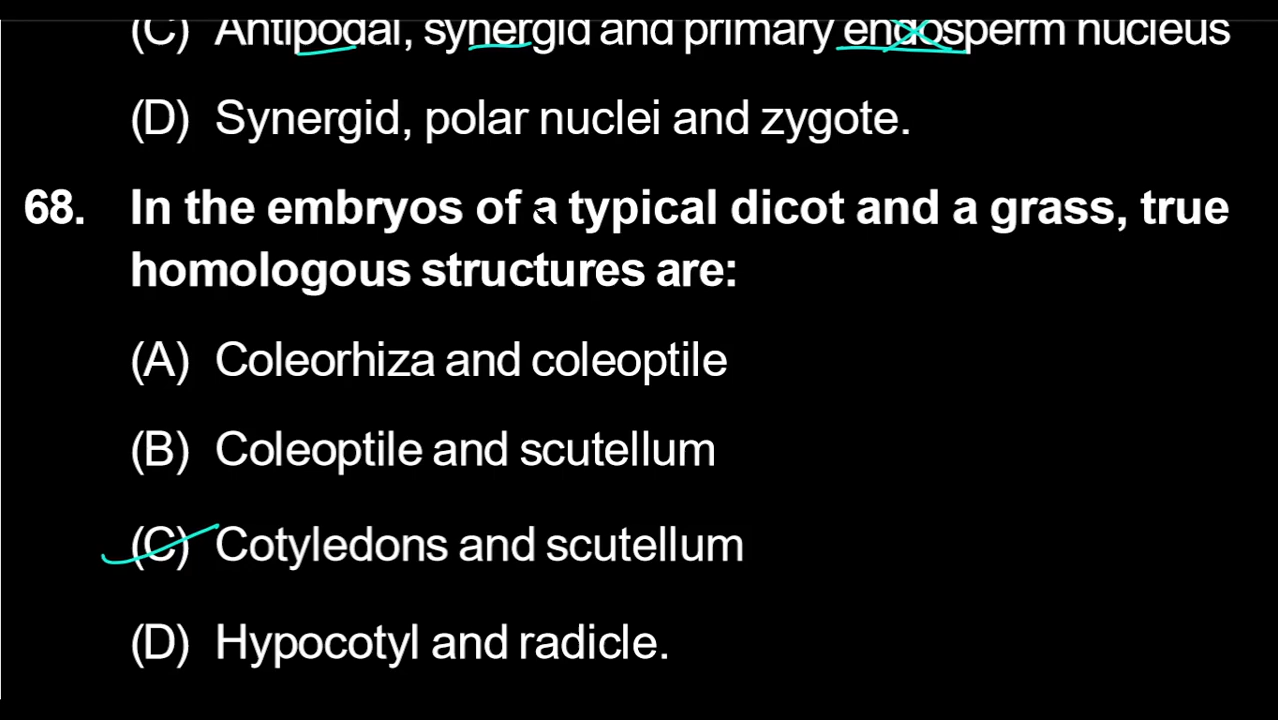 (C) Antipodal, synergid and primary endosperm nucleus
(D) Synergid, polar nuclei and zygote.
68. In the embryos of a typical dicot and a grass, true
homologous structures are:
(A) Coleorhiza and coleoptile
(B) Coleoptile and scutellum
(C) Cotyledons and scutellum
(D) Hypocotyl and radicle.